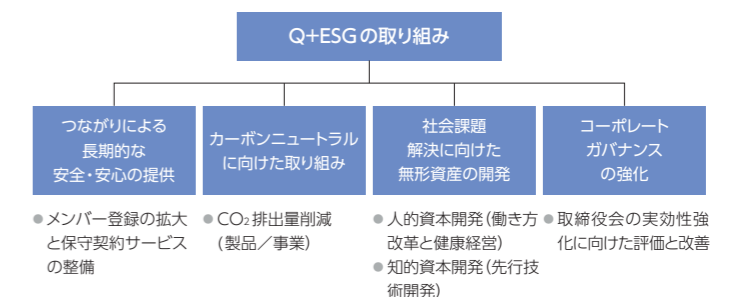 Q+ESGの取り組み
つながりによる
長期的な
安全・安心の提供
カーボンニュートラル
に向けた取り組み
社会課題
解決に向けた
無形資産の開発
コーポレート
ガバナンス
の強化
●メンバー登録の拡大
と保守契約サービス
の整備
●CO₂排出量削減
(製品／事業)
●人的資本開発(働き方
改革と健康経営)
●知的資本開発(先行技
術開発)
●取締役会の実効性強
化に向けた評価と改善